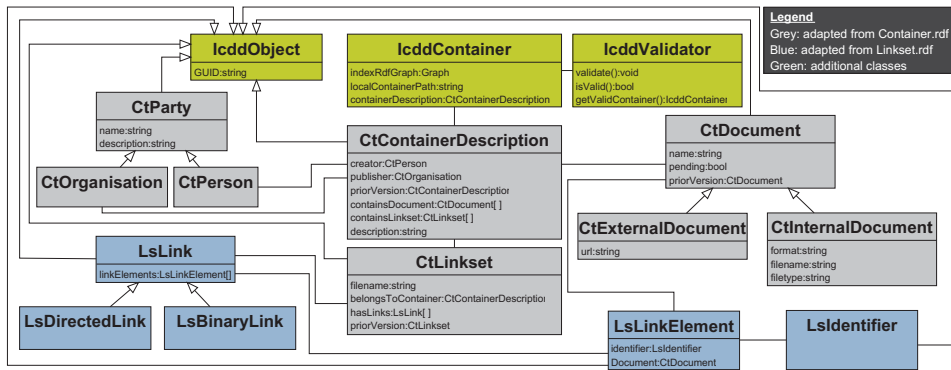 Legend
Grey: adapted from Container.rdf
Blue: adapted from Linkset.rdf
Green: additional classes
IcddObject
GUID:string
IcddContainer
indexRdfGraph:Graph
localContainerPath:string
containerDescription:CtContainerDescription
IcddValidator
validate():void
isValid():bool
getValidContainer():IcddContainer
CtParty
name:string
description:string
CtOrganisation
CtPerson
CtContainerDescription
creator:CtPerson
publisher:CtOrganisation
priorVersion:CtContainerDescription
containsDocument:CtDocument[ ]
containsLinkset:CtLinkset[ ]
description:string
CtDocument
name:string
pending:bool
priorVersion:CtDocument
CtExternalDocument
url:string
CtInternalDocument
format:string
filename:string
filetype:string
LsLink
linkElements:LsLinkElement[]
LsDirectedLink
LsBinaryLink
CtLinkset
filename:string
belongsToContainer:CtContainerDescription
hasLinks:LsLink[ ]
priorVersion:CtLinkset
LsLinkElement
identifier:LsIdentifier
Document:CtDocument
LsIdentifier